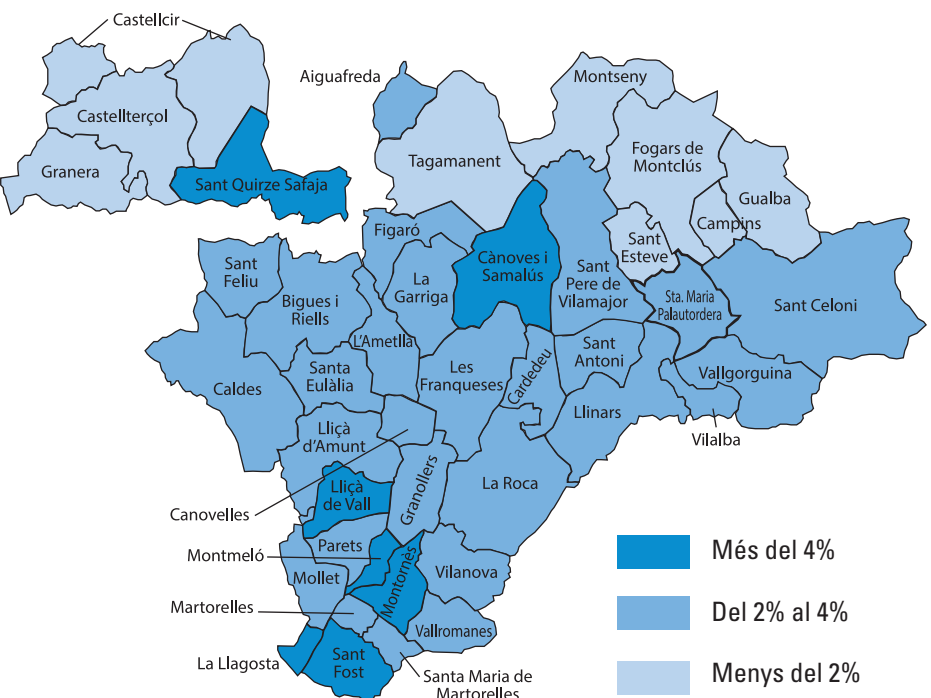 Castellcir
Aiguafreda
Montseny
Castellterçol
Fogars de
Montclús
Tagamanent
Granera
Sant Quirze Safaja
Gualba
Campins
Figaró
Sant
Esteve
Cànoves i
Samalús
Sant
Feliu
La
Garriga
Sant
Pere de
Vilamajor
Sta. Maria
Palautordera
Sant Celoni
Bigues i
Riells
L'Ametlla
Sant
Antoni
Santa
Eulàlia
Les
Franqueses
Cardedeu
Vallgorguina
Caldes
Llinars
Lliçà
d'Amunt
Vilalba
Lliçà
de Vall
Granollers
La Roca
Canovelles
Parets
Montmeló
Més del 4%
Mollet
Montornès
Vilanova
Martorelles
Del 2% al 4%
Vallromanes
La Llagosta
Sant
Fost
Santa Maria de
Martorelles
Menys del 2%